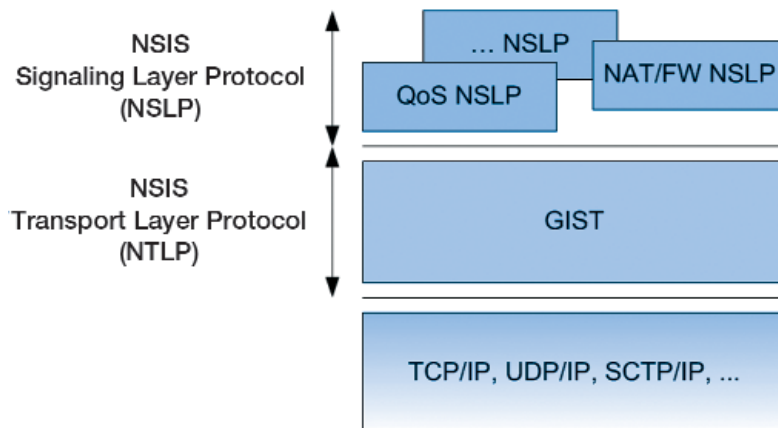 NSIS
Signaling Layer Protocol
(NSLP)
... NSLP
QoS NSLP
NAT/FW NSLP
NSIS
Transport Layer Protocol
(NTLP)
GIST
TCP/IP, UDP/IP, SCTP/IP, ...